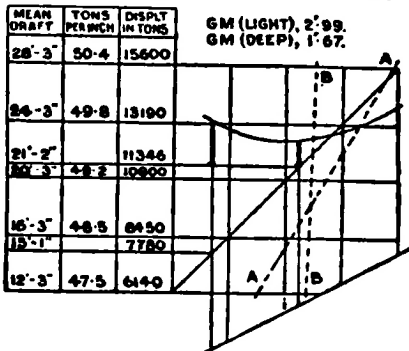 MEAN DRAFT TONS PER INCH DISPLT IN TONS
GM (LIGHT), 2'.99.
GM (DEEP), 1'.67.
28'-3" 50.4 15600
A
B
24'-3" 49.8 13190
21'-2" 11346
20'-3" 49.2 10800
16'-3" 48.5 8450
15'-1" 7780
A B
12'-3" 47.5 6140